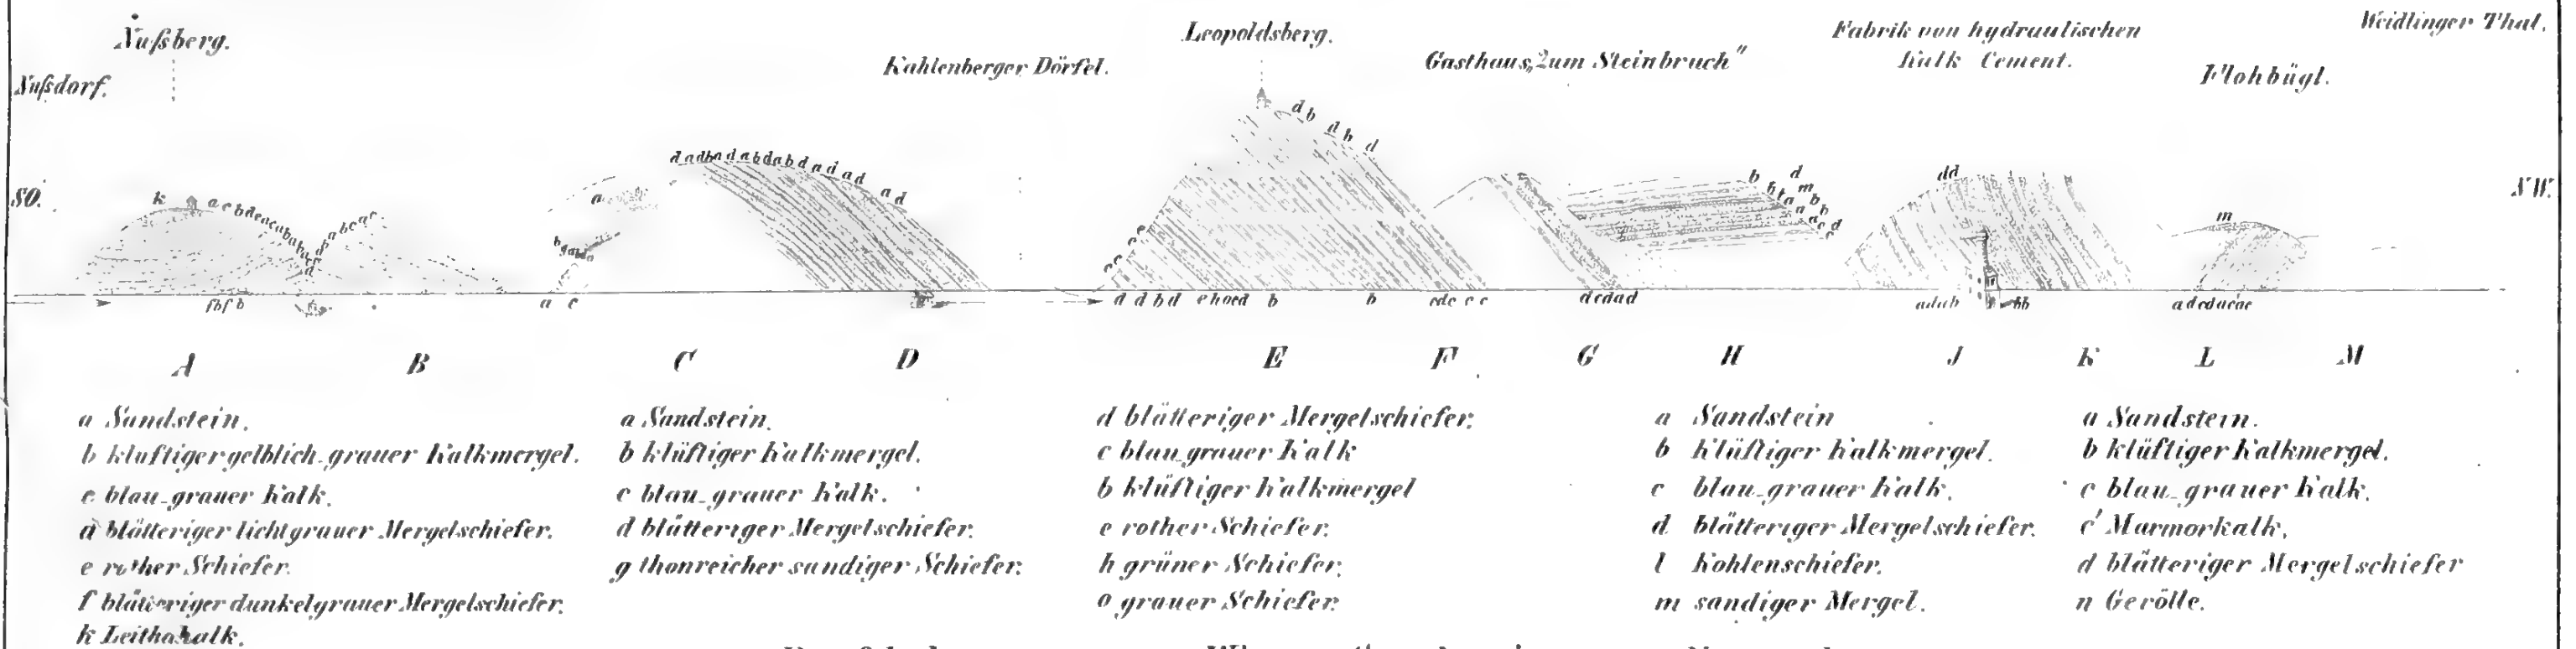 Nußdorf.
Nußberg.
Kahlenberger Dörfel.
Leopoldsberg.
Gasthaus „Zum Steinbruch"
Fabrik von hydraulischen
Kalk Cement.
Flohbügl.
Weidlinger Thal.
SO.
NW.
k
d b d b d
dd
m
f b f b
a c
d d b d
b
b
d c d a d
A B C D E F G H J K L M
a Sandstein.
b klüftiger gelblich-grauer Kalkmergel.
c blau-grauer Kalk.
d blätteriger lichtgrauer Mergelschiefer.
e rother Schiefer.
f blätteriger dunkelgrauer Mergelschiefer.
k Leithakalk.
a Sandstein.
b klüftiger Kalkmergel.
c blau-grauer Kalk.
d blätteriger Mergelschiefer.
g thonreicher sandiger Schiefer.
d blätteriger Mergelschiefer.
c blau-grauer Kalk
b klüftiger Kalkmergel
e rother Schiefer.
h grüner Schiefer.
o grauer Schiefer.
a Sandstein
b Klüftiger Kalkmergel.
c blau-grauer Kalk.
d blätteriger Mergelschiefer.
l Kohlenschiefer.
m sandiger Mergel.
a Sandstein.
b klüftiger Kalkmergel.
c blau-grauer Kalk.
c' Marmorkalk.
d blätteriger Mergelschiefer
n Gerölle.